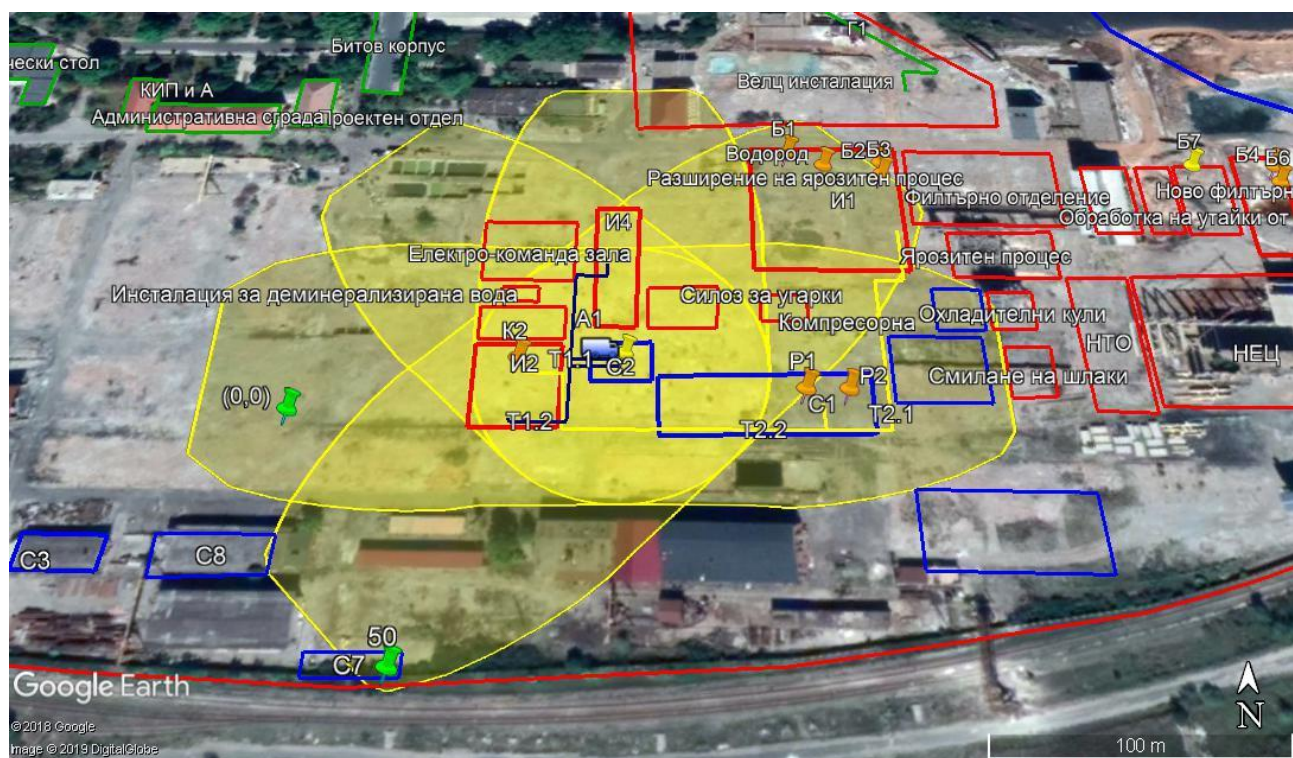 Г1
Битов корпус
чески стол
Велц инсталация
КИП и А
Административна сграда
Проектен отдел
Б1
Б7
Водород
Б2
Б3
Б4
Б6
Разширение на ярозитен процес
Ново филтърн
И1
Филтърно отделение
Обработка на утайки от
И4
Електро-команда зала
Ярозитен процес
Инсталация за деминерализирана вода
Силоз за угарки
А1
Компресорна
Охладителни кули
К2
НТО
НЕЦ
И2
Т1.1
С2
Р1
Р2
Смилане на шлаки
(0,0)
С1
Т2.1
Т1.2
Т2.2
С3
С8
50
С7
Google Earth
N
© 2018 Google
Image © 2019 DigitalGlobe
100 m